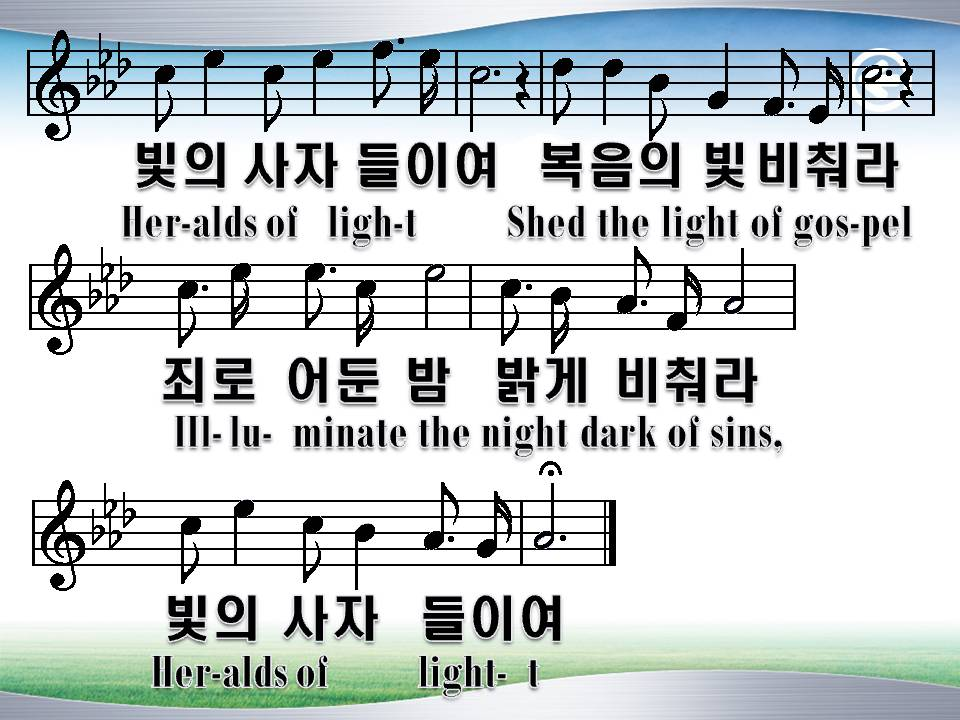 빛의 사자 들이여 복음의 빛 비춰라
Her-alds of ligh-t Shed the light of gos-pel
죄로 어둔 밤 밝게 비춰라
Ill- lu- minate the night dark of sins,
빛의 사자 들이여
Her-alds of light- t